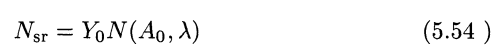 N_sr = Y_0 N(A_0, λ) (5.54 )